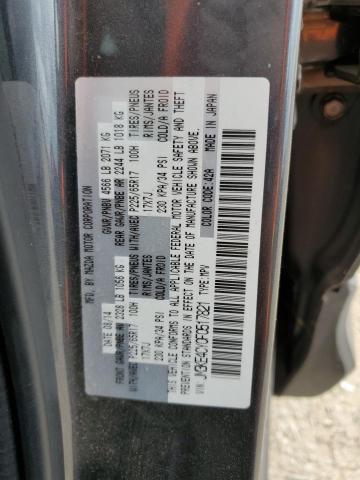 MFD. BY MAZDA MOTOR CORPORATION
DATE 08/14 GVWR/PNBV 4566 LB 2071 KG
FRONT GAWR/PNBE AV 2328 LB 1056 KG REAR GAWR/PNBE AR 2244 LB 1018 KG
WITH/AVEC P225/65R17 100H TIRES/PNEUS WITH/AVEC P225/65R17 100H TIRES/PNEUS
17X7J RIMS/JANTES 17X7J RIMS/JANTES
230 KPA/34 PSI COLD/A FROID 230 KPA/34 PSI COLD/A FROID
THIS VEHICLE CONFORMS TO ALL APPLICABLE FEDERAL MOTOR VEHICLE SAFETY AND THEFT
PREVENTION STANDARDS IN EFFECT ON THE DATE OF MANUFACTURE SHOWN ABOVE.
JM3KE4CY0F0517821 TYPE: MPV COLOR CODE: 42A MADE IN JAPAN